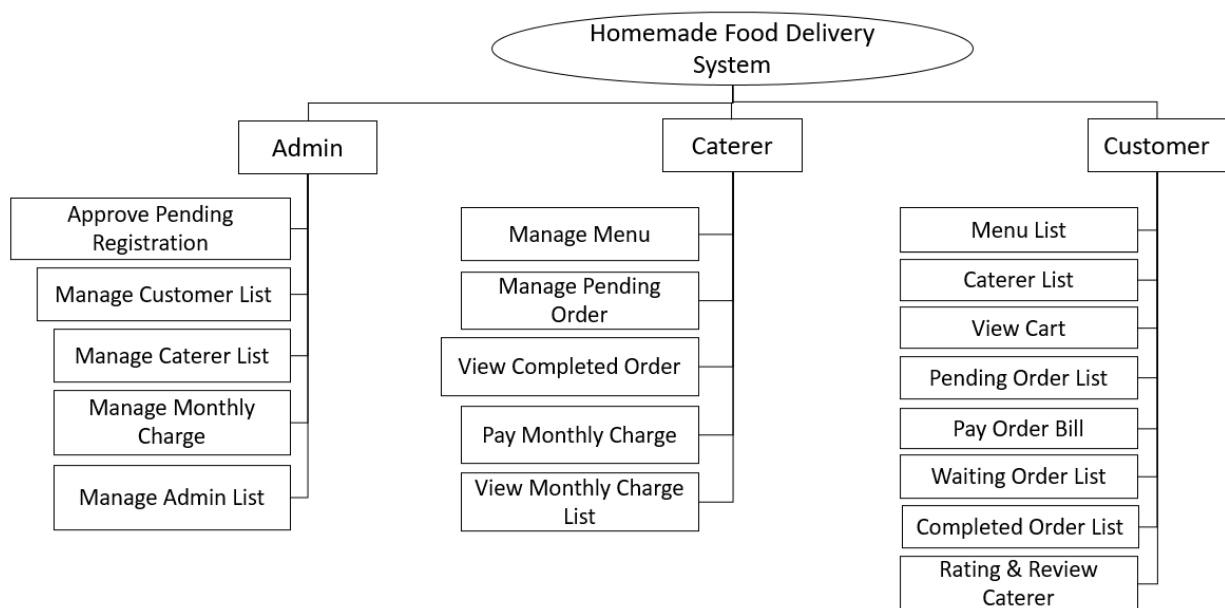 Homemade Food Delivery
System
Admin
Caterer
Customer
Approve Pending
Registration
Manage Customer List
Manage Caterer List
Manage Monthly
Charge
Manage Admin List
Manage Menu
Manage Pending
Order
View Completed Order
Pay Monthly Charge
View Monthly Charge
List
Menu List
Caterer List
View Cart
Pending Order List
Pay Order Bill
Waiting Order List
Completed Order List
Rating & Review
Caterer